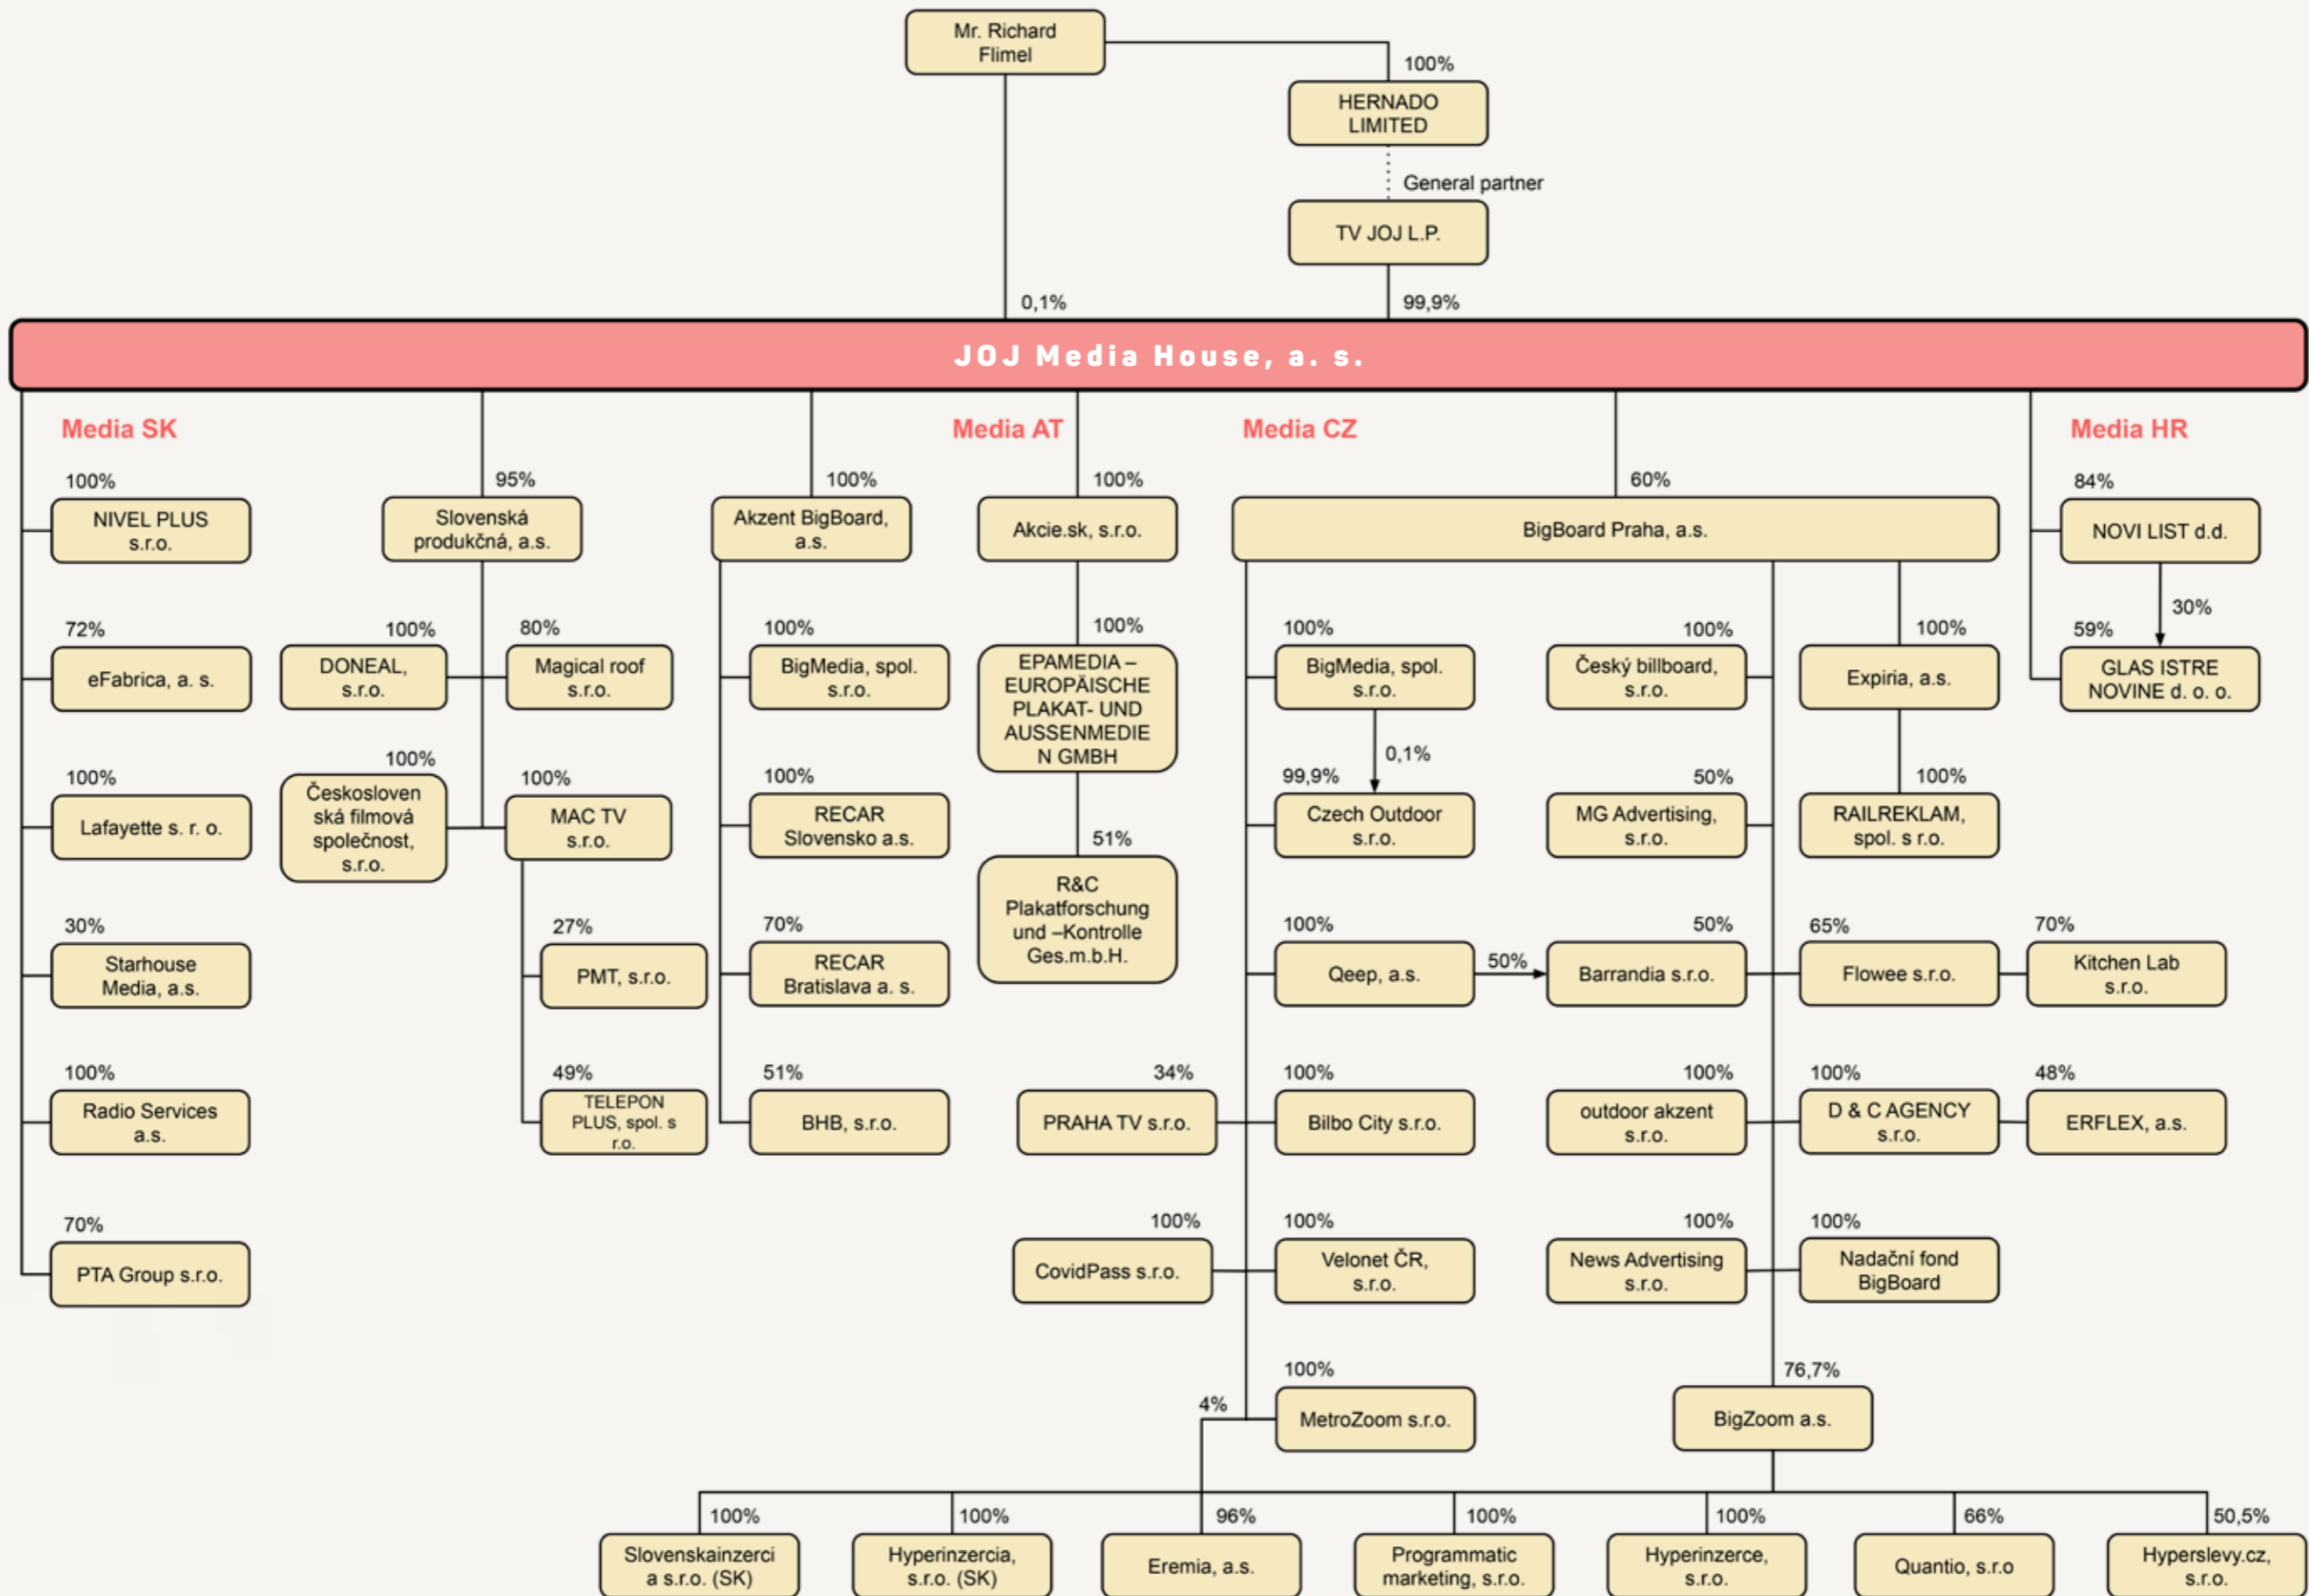 Mr. Richard
Flimel
100%
HERNADO
LIMITED
General partner
TV JOJ L.P.
0,1%
99,9%
JOJ Media House, a. s.
Media SK
Media AT
Media CZ
Media HR
100%
NIVEL PLUS
s.r.o.
72%
eFabrica, a. s.
100%
Lafayette s. r. o.
30%
Starhouse
Media, a.s.
100%
Radio Services
a.s.
70%
PTA Group s.r.o.
95%
Slovenská
produkčná, a.s.
100%
DONEAL,
s.r.o.
80%
Magical roof
s.r.o.
100%
Českosloven
ská filmová
společnost,
s.r.o.
100%
MAC TV
s.r.o.
27%
PMT, s.r.o.
49%
TELEPON
PLUS, spol. s
r.o.
100%
Akzent BigBoard,
a.s.
100%
BigMedia, spol.
s.r.o.
100%
RECAR
Slovensko a.s.
70%
RECAR
Bratislava a. s.
51%
BHB, s.r.o.
100%
Akcie.sk, s.r.o.
100%
EPAMEDIA –
EUROPÄISCHE
PLAKAT- UND
AUSSENMEDIE
N GMBH
51%
R&C
Plakatforschung
und –Kontrolle
Ges.m.b.H.
60%
BigBoard Praha, a.s.
100%
BigMedia, spol.
s.r.o.
0,1%
99,9%
Czech Outdoor
s.r.o.
100%
Qeep, a.s.
50%
34%
PRAHA TV s.r.o.
100%
Bilbo City s.r.o.
100%
CovidPass s.r.o.
100%
Velonet ČR,
s.r.o.
100%
MetroZoom s.r.o.
4%
100%
Český billboard,
s.r.o.
50%
MG Advertising,
s.r.o.
50%
Barrandia s.r.o.
100%
outdoor akzent
s.r.o.
100%
News Advertising
s.r.o.
100%
Expiria, a.s.
100%
RAILREKLAM,
spol. s r.o.
65%
Flowee s.r.o.
70%
Kitchen Lab
s.r.o.
100%
D & C AGENCY
s.r.o.
48%
ERFLEX, a.s.
100%
Nadační fond
BigBoard
76,7%
BigZoom a.s.
84%
NOVI LIST d.d.
30%
59%
GLAS ISTRE
NOVINE d. o. o.
100%
Slovenskainzerci
a s.r.o. (SK)
100%
Hyperinzercia,
s.r.o. (SK)
96%
Eremia, a.s.
100%
Programmatic
marketing, s.r.o.
100%
Hyperinzerce,
s.r.o.
66%
Quantio, s.r.o
50,5%
Hyperslevy.cz,
s.r.o.